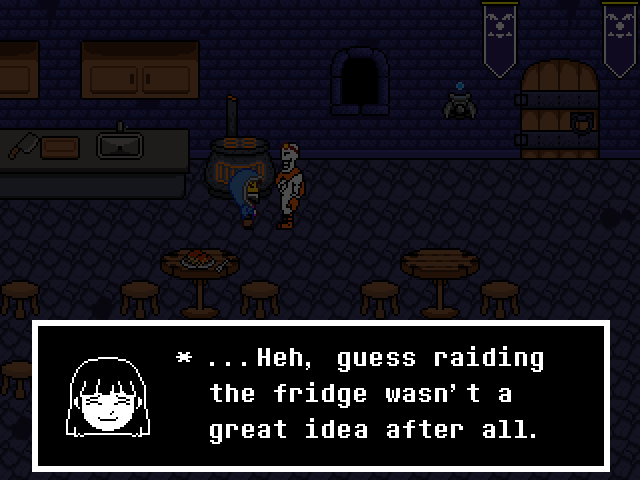 * ...Heh, guess raiding
the fridge wasn't a
great idea after all.